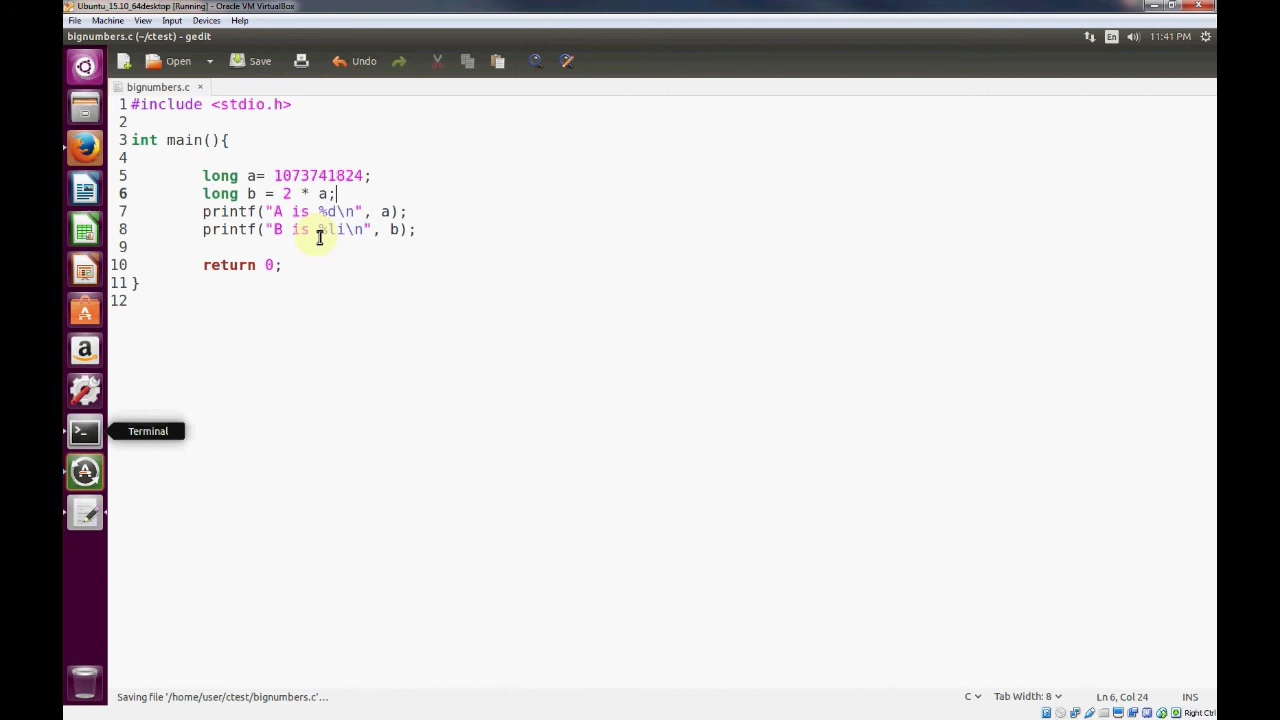 Ubuntu_15.10_64desktop [Running] - Oracle VM VirtualBox
File Machine View Input Devices Help
bignumbers.c (~/ctest) - gedit
En 11:41 PM
Open Save Undo
bignumbers.c ×
1 #include <stdio.h>
2
3 int main(){
4
5 long a= 1073741824;
6 long b = 2 * a;
7 printf("A is %d\n", a);
8 printf("B is %li\n", b);
9
10 return 0;
11 }
12
Terminal
Saving file '/home/user/ctest/bignumbers.c'... C Tab Width: 8 Ln 6, Col 24 INS
Right Ctrl